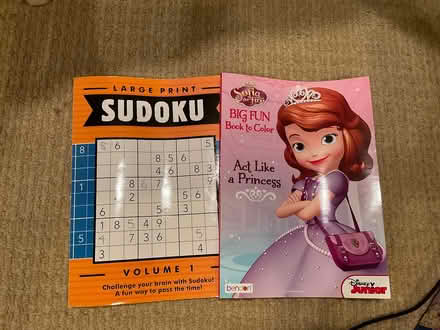 LARGE PRINT
SUDOKU
VOLUME 1
Challenge your brain with Sudoku!
A fun way to pass the time!
Sofia
the First
BIG FUN
Book to Color
Act Like
a Princess
bendon
Disney
Junior